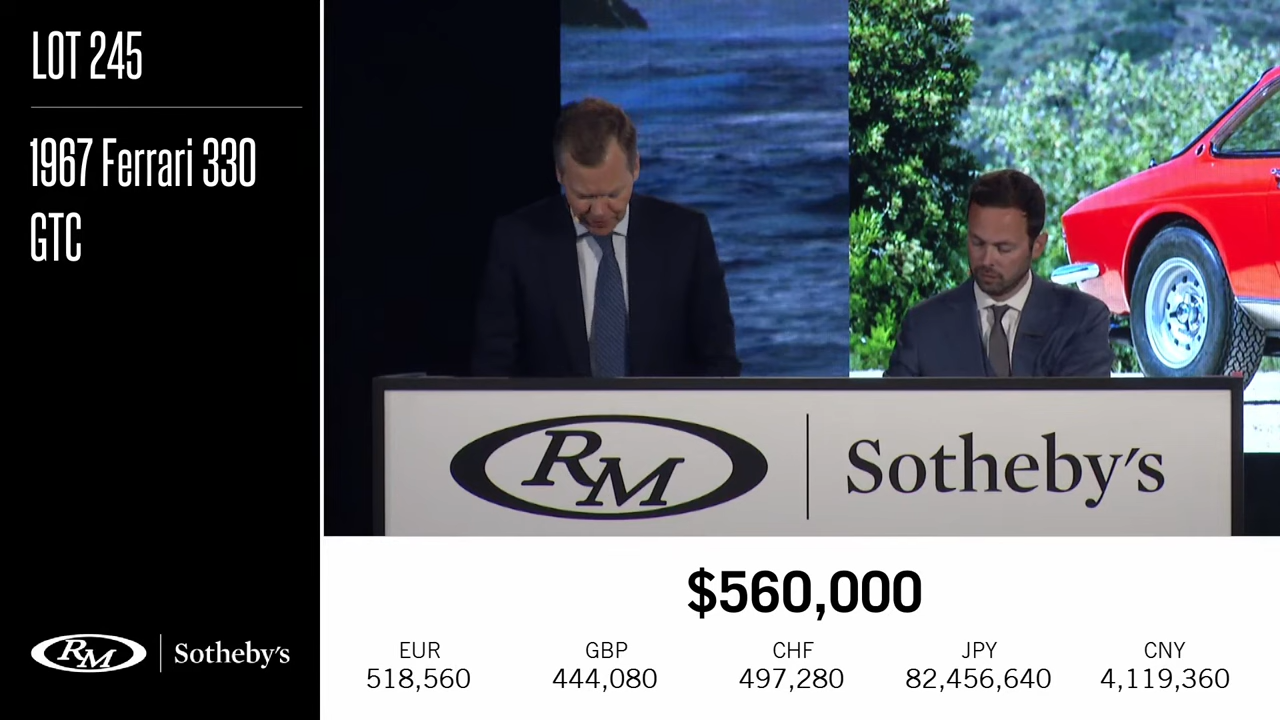 LOT 245
1967 Ferrari 330
GTC
RM | Sotheby's
RM | Sotheby's
$560,000
EUR GBP CHF JPY CNY
518,560 444,080 497,280 82,456,640 4,119,360